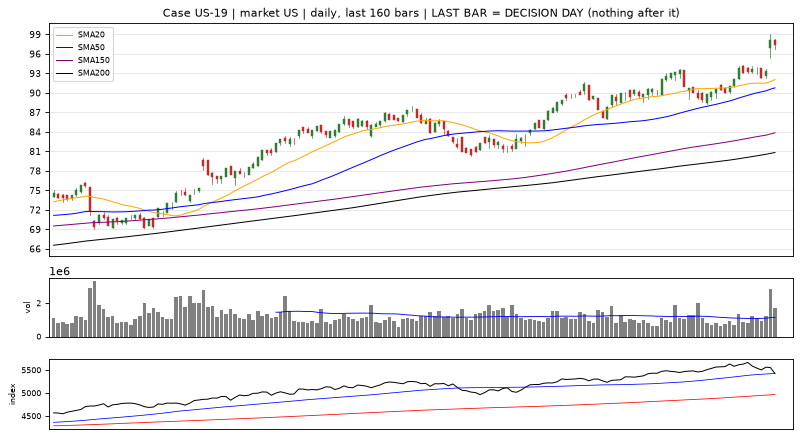 Case US-19 | market US | daily, last 160 bars | LAST BAR = DECISION DAY (nothing after it)
SMA20
SMA50
SMA150
SMA200
99
96
93
90
87
84
81
78
75
72
69
66
1e6
vol
2
0
index
5500
5000
4500